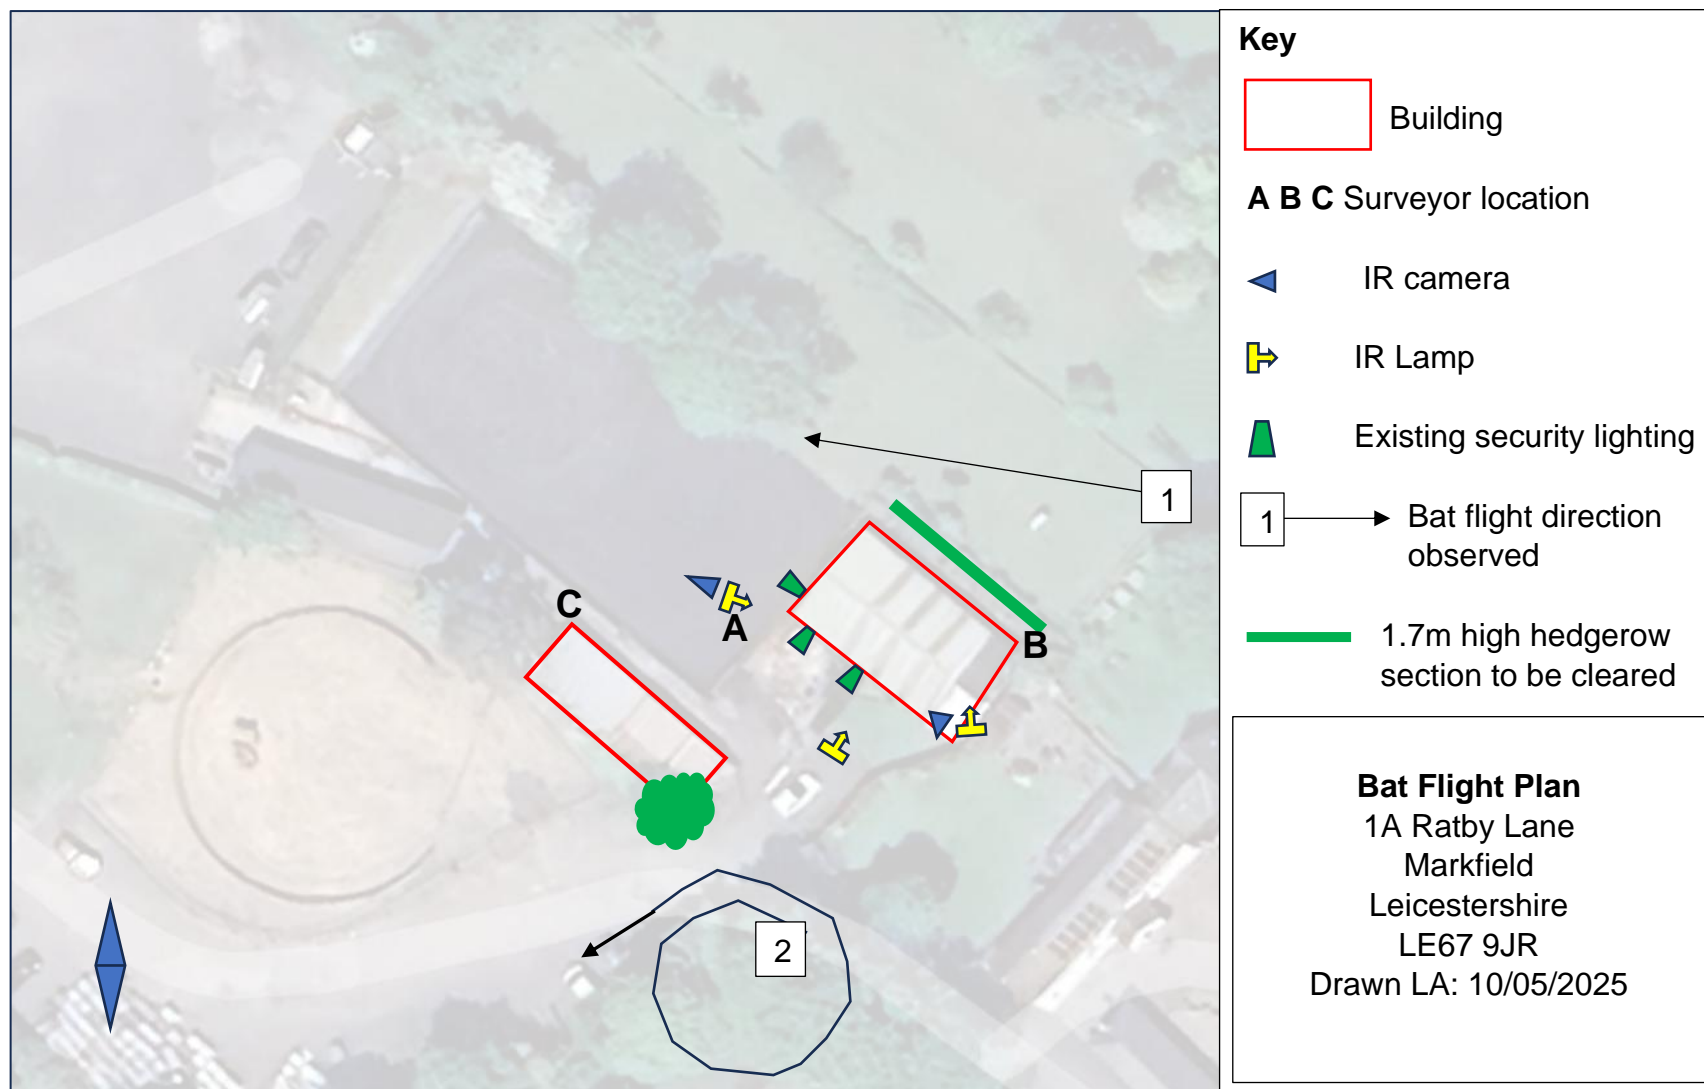 Key
Building
A B C Surveyor location
IR camera
IR Lamp
Existing security lighting
1
Bat flight direction
observed
1.7m high hedgerow
section to be cleared
1
C
A
B
2
Bat Flight Plan
1A Ratby Lane
Markfield
Leicestershire
LE67 9JR
Drawn LA: 10/05/2025